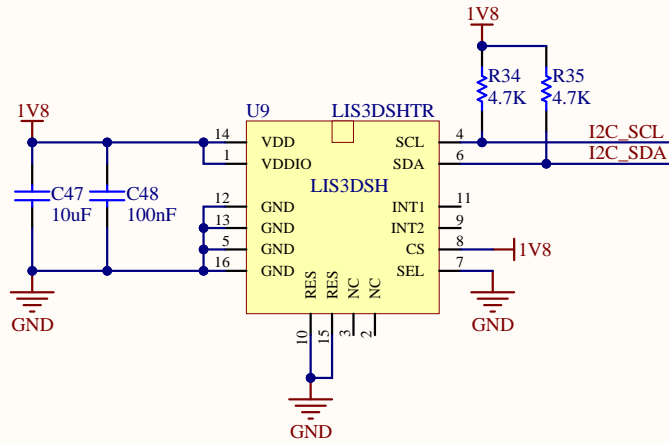 1V8
R34
4.7K
R35
4.7K
U9
LIS3DSHTR
1V8
14
VDD
SCL
4
I2C_SCL
1
VDDIO
SDA
6
I2C_SDA
LIS3DSH
C47
10uF
C48
100nF
12
GND
INT1
11
13
GND
INT2
9
5
GND
CS
8
1V8
16
GND
SEL
7
RES
RES
NC
NC
10
15
3
2
GND
GND
GND